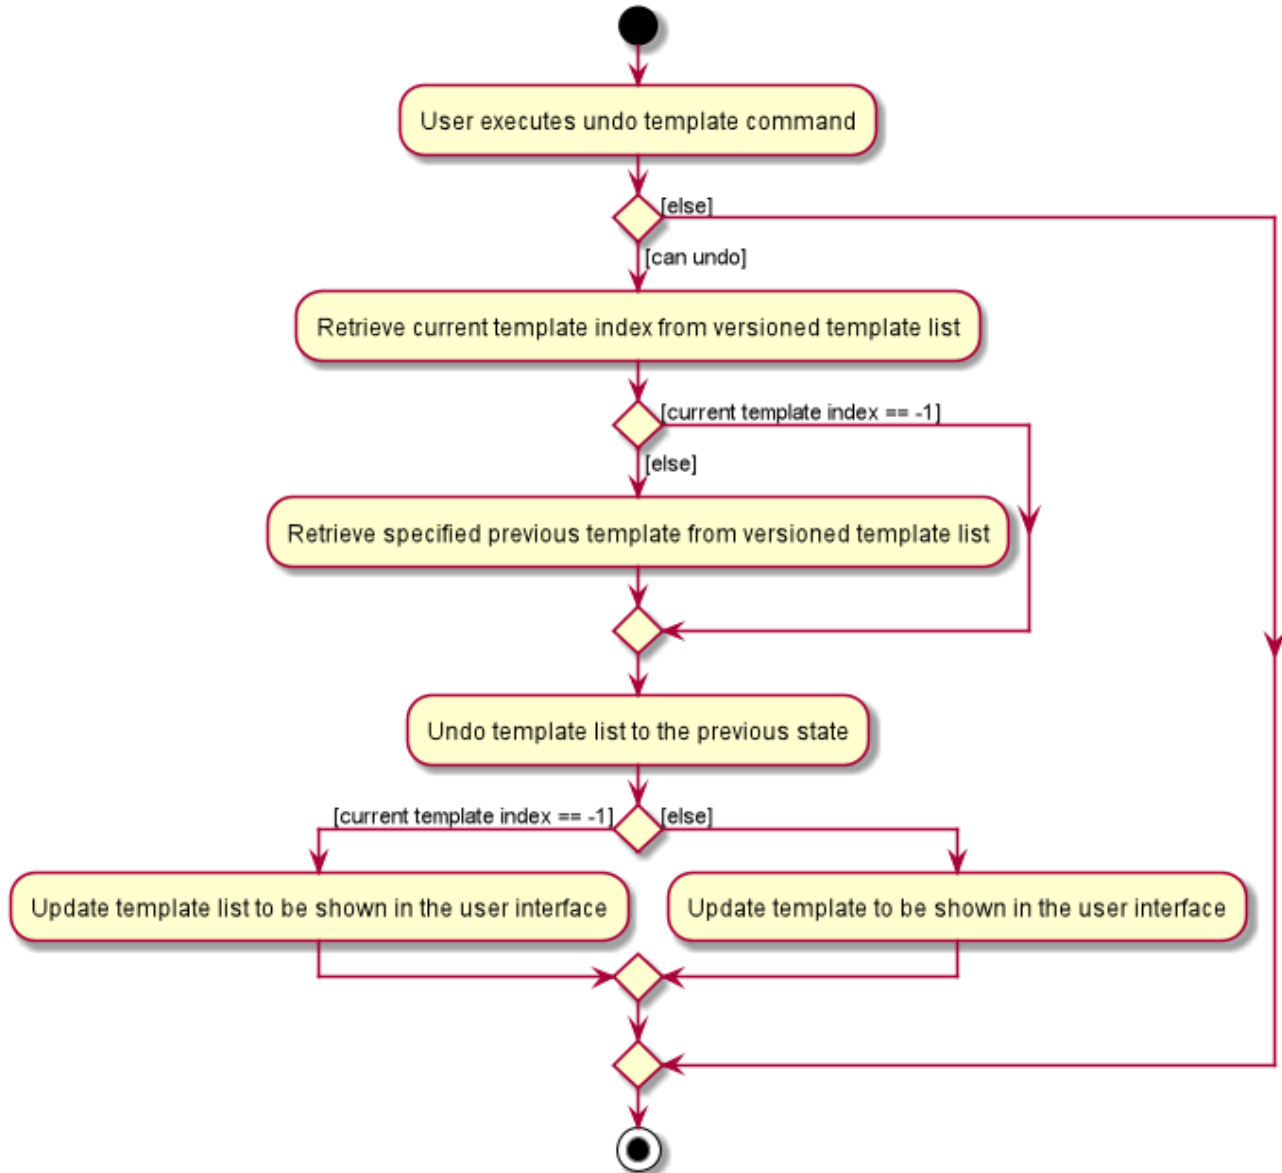 User executes undo template command
[else]
[can undo]
Retrieve current template index from versioned template list
[current template index == -1]
[else]
Retrieve specified previous template from versioned template list
Undo template list to the previous state
[current template index == -1]
[else]
Update template list to be shown in the user interface
Update template to be shown in the user interface